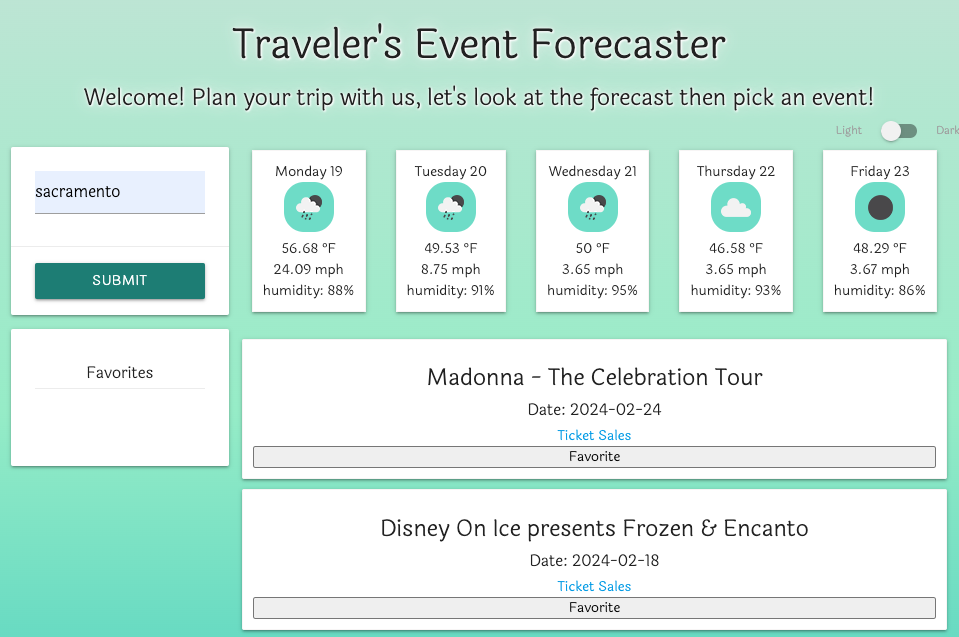 Traveler's Event Forecaster
Welcome! Plan your trip with us, let's look at the forecast then pick an event!
Light
Dark
sacramento
SUBMIT
Favorites
Monday 19
56.68 °F
24.09 mph
humidity: 88%
Tuesday 20
49.53 °F
8.75 mph
humidity: 91%
Wednesday 21
50 °F
3.65 mph
humidity: 95%
Thursday 22
46.58 °F
3.65 mph
humidity: 93%
Friday 23
48.29 °F
3.67 mph
humidity: 86%
Madonna - The Celebration Tour
Date: 2024-02-24
Ticket Sales
Favorite
Disney On Ice presents Frozen & Encanto
Date: 2024-02-18
Ticket Sales
Favorite